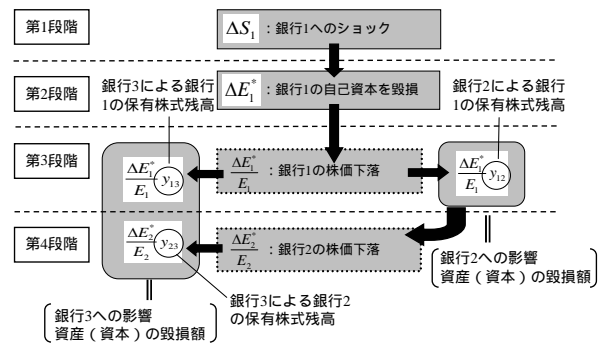 第1段階
ΔS₁ ：銀行1へのショック
第2段階
銀行3による銀行
1の保有株式残高
ΔE₁* ：銀行1の自己資本を毀損
銀行2による銀行
1の保有株式残高
第3段階
ΔE₁*/E₁ y₁₃
ΔE₁*/E₁ ：銀行1の株価下落
ΔE₁*/E₁ y₁₂
第4段階
ΔE₂*/E₂ y₂₃
ΔE₂*/E₂ ：銀行2の株価下落
銀行2への影響
資産（資本）の毀損額
銀行3への影響
資産（資本）の毀損額
銀行3による銀行2
の保有株式残高